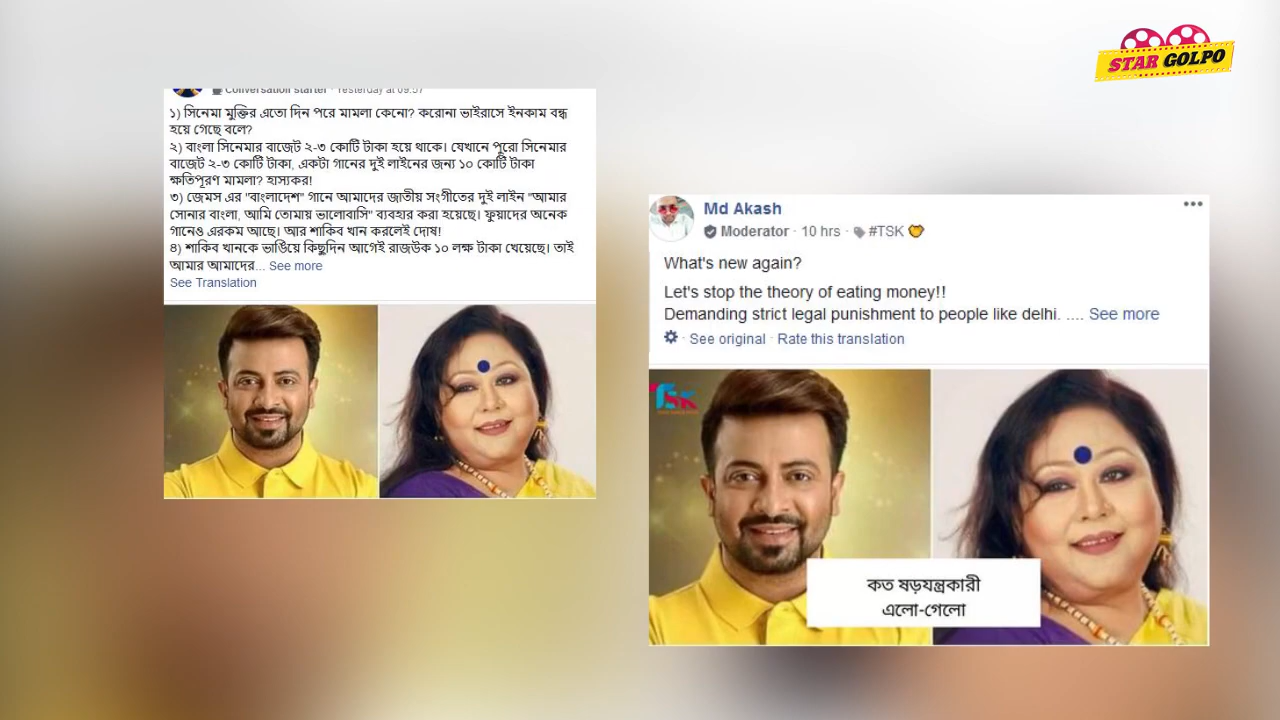 STAR GOLPO
Conversation starter · Yesterday at 09:57
১) সিনেমা মুক্তির এতো দিন পরে মামলা কেনো? করোনা ভাইরাসে ইনকাম বন্ধ
হয়ে গেছে বলে?
২) বাংলা সিনেমার বাজেট ২-৩ কোটি টাকা হয়ে থাকে। যেখানে পুরো সিনেমার
বাজেট ২-৩ কোটি টাকা, একটা গানের দুই লাইনের জন্য ১০ কোটি টাকা
ক্ষতিপূরণ মামলা? হাস্যকর!
৩) জেমস এর "বাংলাদেশ" গানে আমাদের জাতীয় সংগীতের দুই লাইন "আমার
সোনার বাংলা, আমি তোমায় ভালোবাসি" ব্যবহার করা হয়েছে। ফুয়াদের অনেক
গানেও এরকম আছে। আর শাকিব খান করলেই দোষ!
৪) শাকিব খানকে ভাঙিয়ে কিছুদিন আগেই রাজউক ১০ লক্ষ টাকা খেয়েছে। তাই
আমার আমাদের... See more
See Translation
Md Akash
Moderator · 10 hrs · #TSK
What's new again?
Let's stop the theory of eating money!!
Demanding strict legal punishment to people like delhi. .... See more
See original · Rate this translation
TSK
কত ষড়যন্ত্রকারী
এলো-গেলো